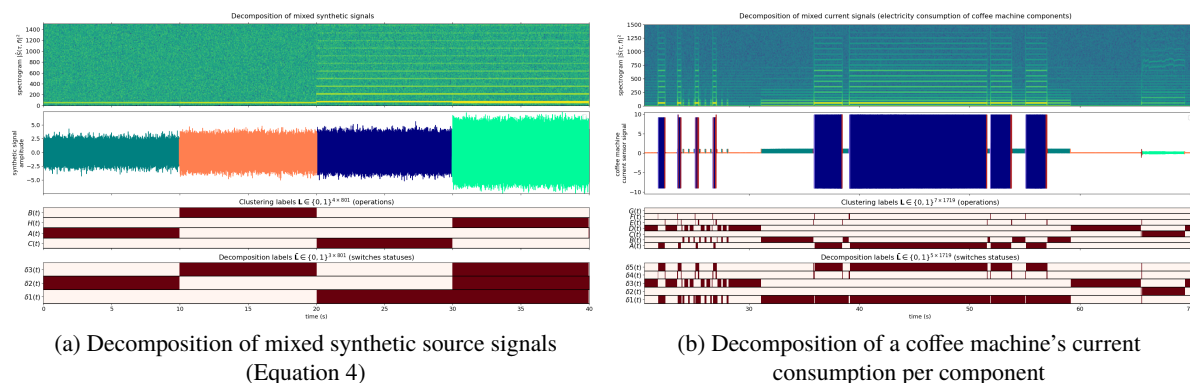 Decomposition of mixed synthetic signals
spectrogram |Ŝ(τ, f)|²
1400
1200
1000
800
600
400
200
0
synthetic signal
amplitude
5.0
2.5
0.0
−2.5
−5.0
Clustering labels L ∈ {0, 1}^{4×801} (operations)
B(t)
H(t)
A(t)
C(t)
Decomposition labels L̂ ∈ {0, 1}^{3×801} (switches statuses)
δ3(t)
δ2(t)
δ1(t)
0 5 10 15 20 25 30 35 40
time (s)
(a) Decomposition of mixed synthetic source signals
(Equation 4)
Decomposition of mixed current signals (electricity consumption of coffee machine components)
spectrogram |Ŝ(τ, f)|²
1500
1250
1000
750
500
250
0
coffee machine
current sensor signal
10
5
0
−5
−10
Clustering labels L ∈ {0, 1}^{7×1719} (operations)
G(t)
F(t)
E(t)
D(t)
C(t)
B(t)
A(t)
Decomposition labels L̂ ∈ {0, 1}^{5×1719} (switches statuses)
δ5(t)
δ4(t)
δ3(t)
δ2(t)
δ1(t)
30 40 50 60
time (s)
(b) Decomposition of a coffee machine's current
consumption per component